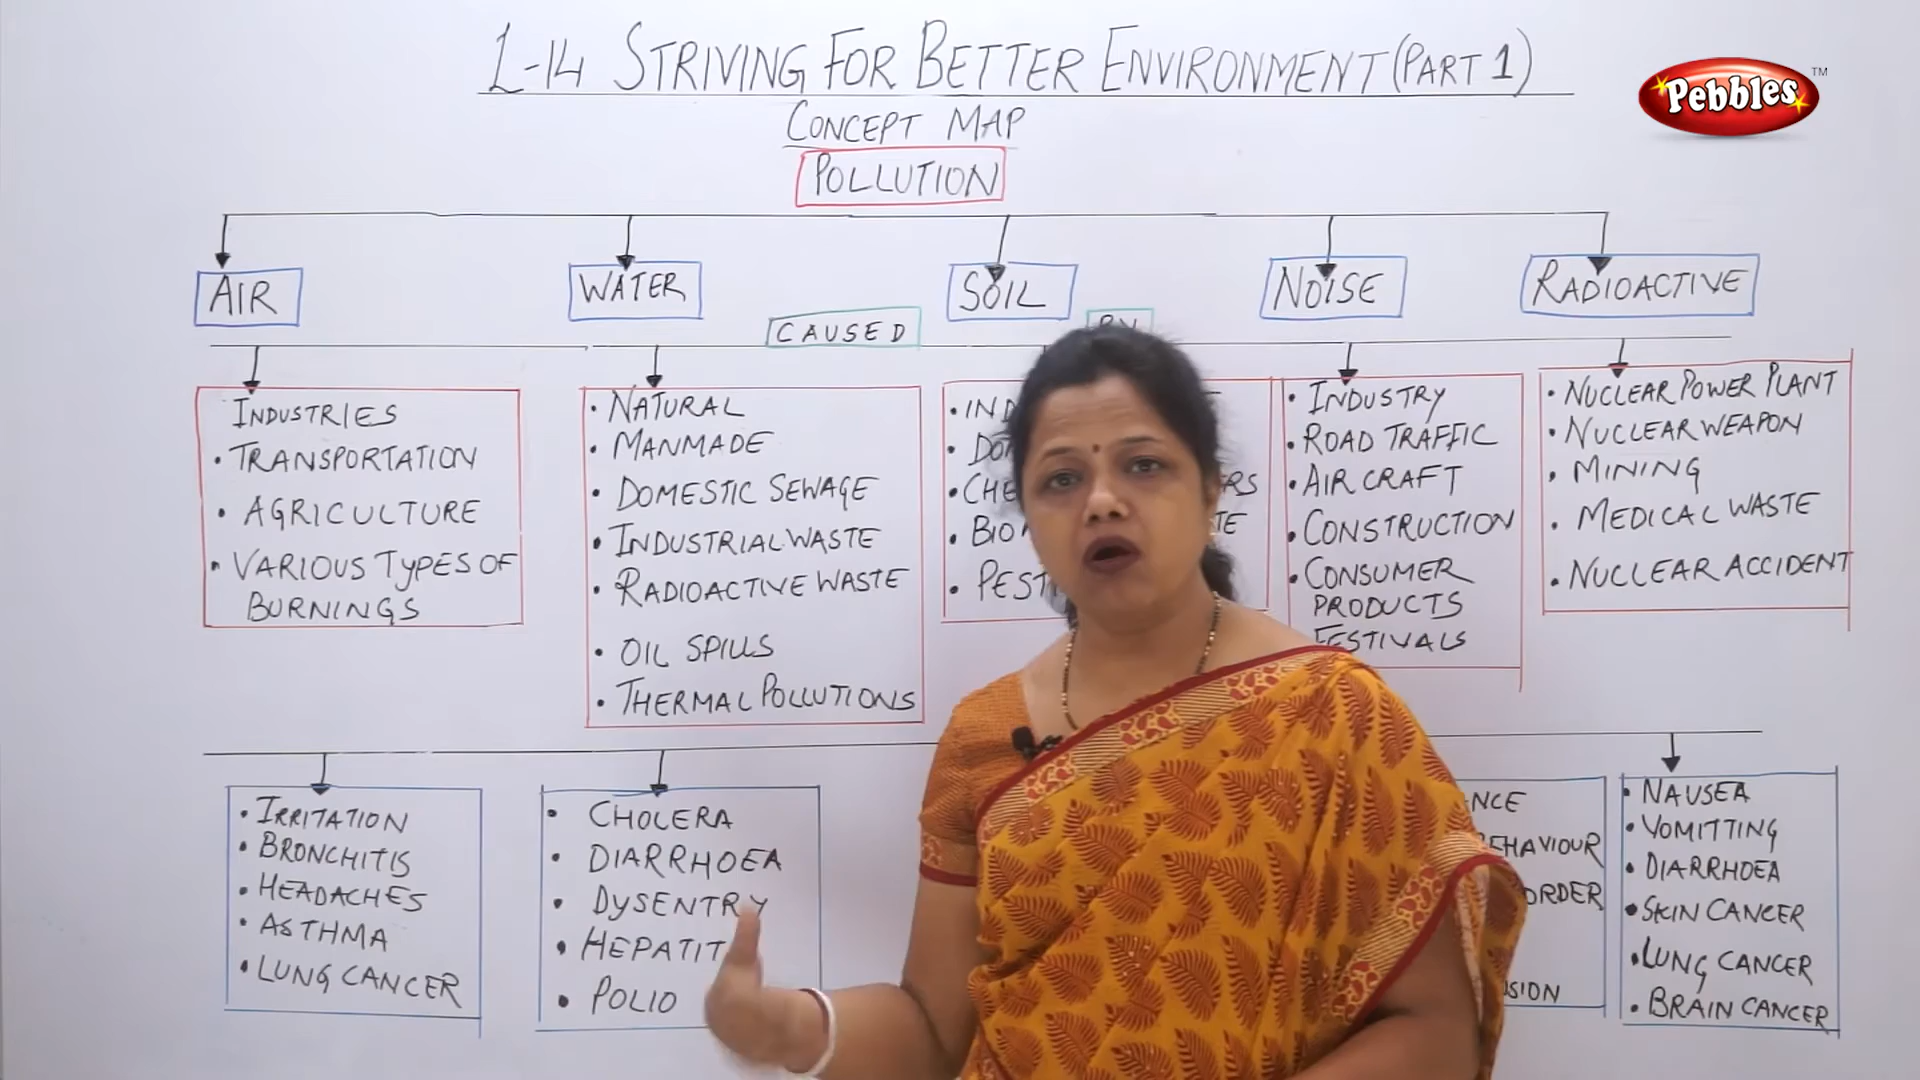 L-14 STRIVING FOR BETTER ENVIRONMENT (PART 1)
Pebbles TM
CONCEPT MAP
POLLUTION
AIR
WATER
SOIL
NOISE
RADIOACTIVE
CAUSED
INDUSTRIES
• TRANSPORTATION
• AGRICULTURE
• VARIOUS TYPES OF
BURNINGS
• NATURAL
• MANMADE
• DOMESTIC SEWAGE
• INDUSTRIAL WASTE
• RADIOACTIVE WASTE
• OIL SPILLS
• THERMAL POLLUTIONS
• INDUSTRY
• ROAD TRAFFIC
• AIR CRAFT
• CONSTRUCTION
• CONSUMER
PRODUCTS
FESTIVALS
• NUCLEAR POWER PLANT
• NUCLEAR WEAPON
• MINING
• MEDICAL WASTE
• NUCLEAR ACCIDENT
• IRRITATION
• BRONCHITIS
• HEADACHES
• ASTHMA
• LUNG CANCER
• CHOLERA
• DIARRHOEA
• DYSENTRY
• POLIO
• NAUSEA
• VOMITTING
• DIARRHOEA
• SKIN CANCER
• LUNG CANCER
• BRAIN CANCER